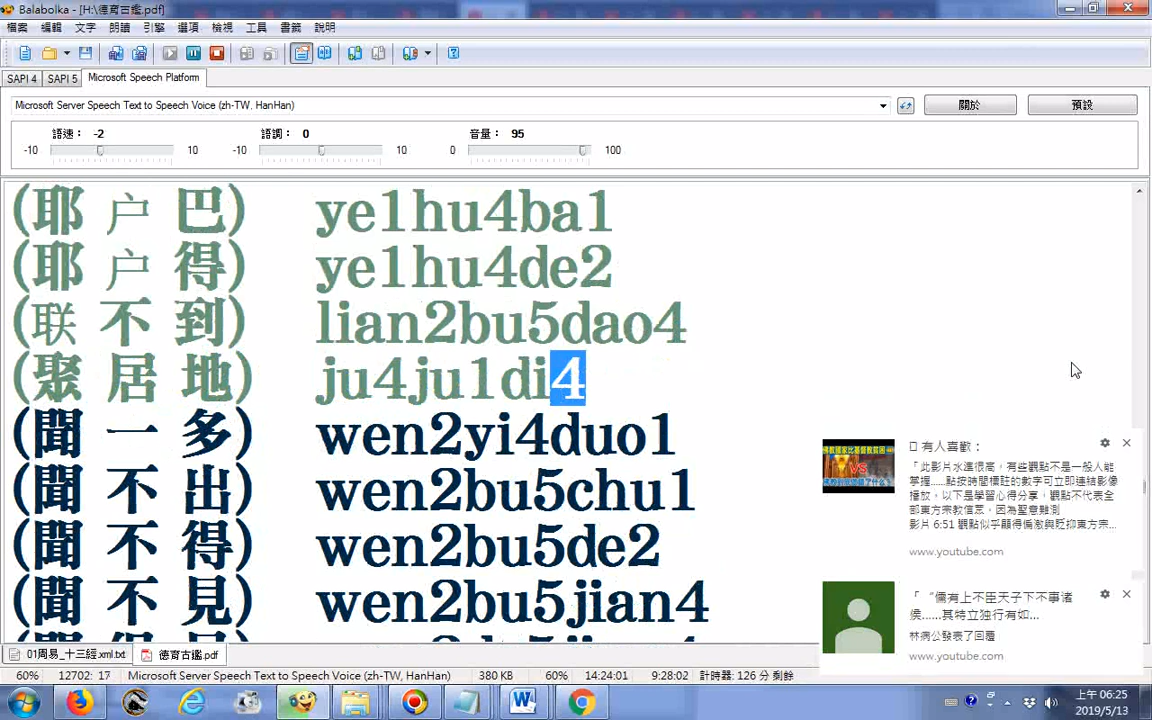 Balabolka - [H:\德育古鑑.pdf]
檔案 編輯 文字 朗讀 引擎 選項 檢視 工具 書籤 說明
SAPI 4 SAPI 5 Microsoft Speech Platform
Microsoft Server Speech Text to Speech Voice (zh-TW, HanHan) 關於 預設
語速： -2 語調： 0 音量： 95
-10 10 -10 10 0 100
(耶户巴) ye1hu4ba1
(耶户得) ye1hu4de2
(联不到) lian2bu5dao4
(聚居地) ju4ju1di4
(聞一多) wen2yi4duo1
(聞不出) wen2bu5chu1
(聞不得) wen2bu5de2
(聞不見) wen2bu5jian4
有人喜歡：
「此影片水準很高，有些觀點不是一般人能
掌握......點按時間標註的數字可立即連結影像
播放，以下是學習心得分享，觀點不代表全
部東方宗教信眾，因為聖意難測
影片 6:51 觀點似乎顯得偏激與貶抑東方宗...
www.youtube.com
「 “儒有上不臣天子下不事诸
侯......其特立独行有如...
林病公發表了回覆
www.youtube.com
01周易_十三經.xml.txt 德育古鑑.pdf
60% 12702: 17 Microsoft Server Speech Text to Speech Voice (zh-TW, HanHan) 380 KB 60% 14:24:01 9:28:02 計時器: 126 分 剩餘
上午 06:25
2019/5/13